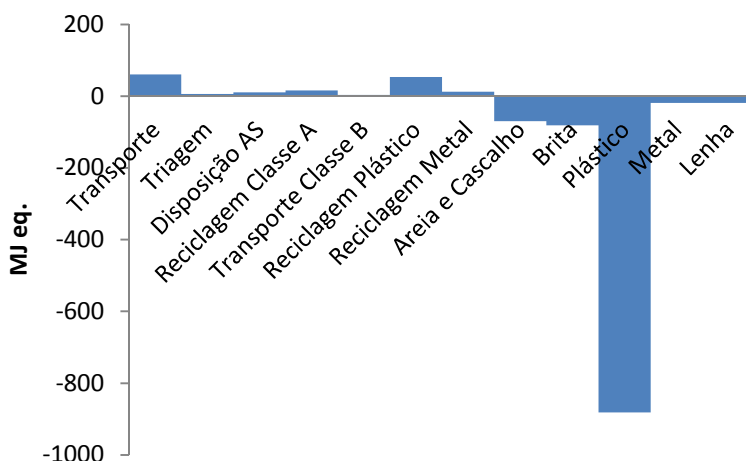 200
0
-200
-400
-600
-800
-1000
MJ eq.
Transporte
Triagem
Disposição AS
Reciclagem Classe A
Transporte Classe B
Reciclagem Plástico
Reciclagem Metal
Areia e Cascalho
Brita
Plástico
Metal
Lenha